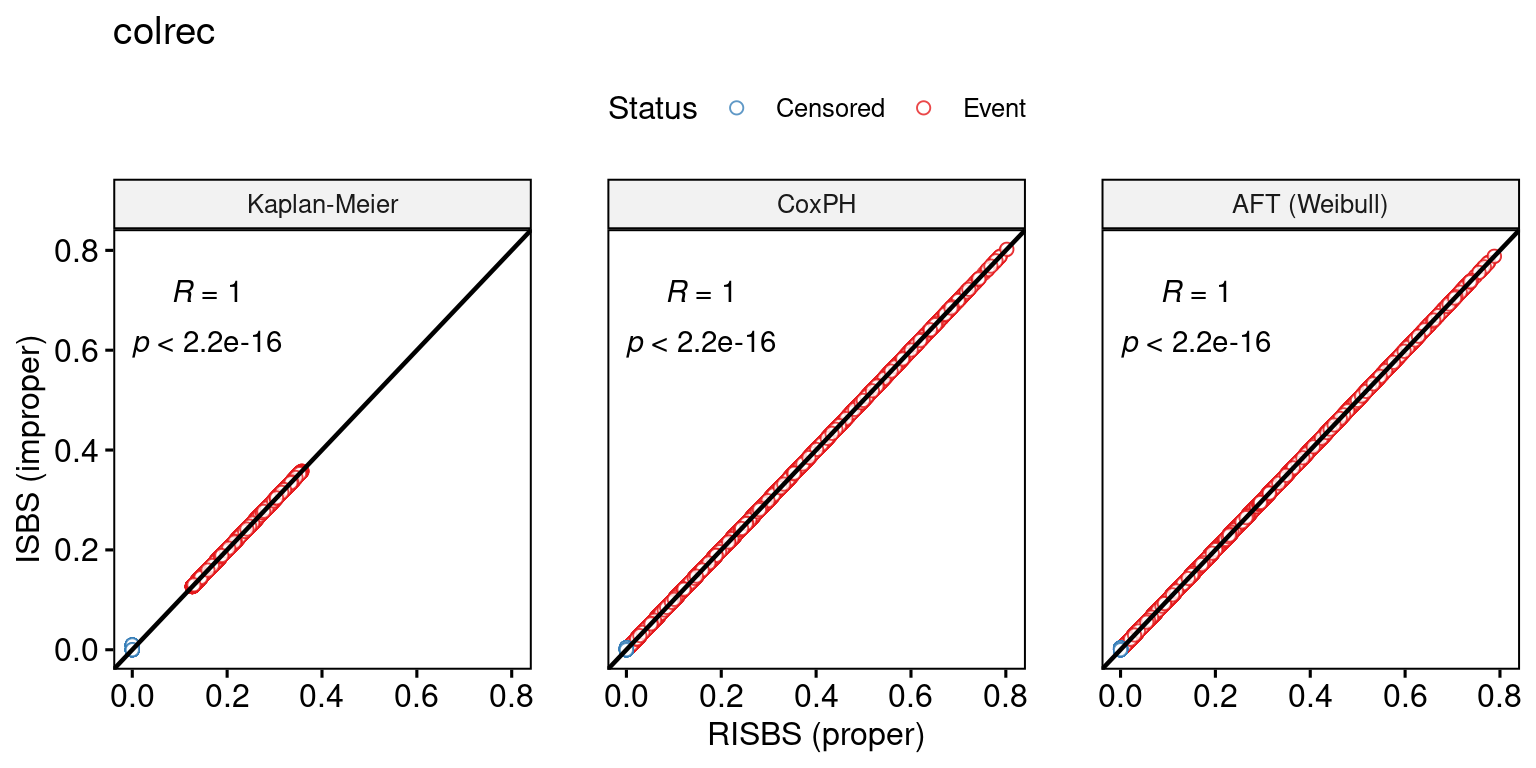 colrec
Status Censored Event
Kaplan-Meier CoxPH AFT (Weibull)
ISBS (improper)
0.8
0.6
0.4
0.2
0.0
R = 1 R = 1 R = 1
p < 2.2e-16 p < 2.2e-16 p < 2.2e-16
0.0 0.2 0.4 0.6 0.8 0.0 0.2 0.4 0.6 0.8 0.0 0.2 0.4 0.6 0.8
RISBS (proper)